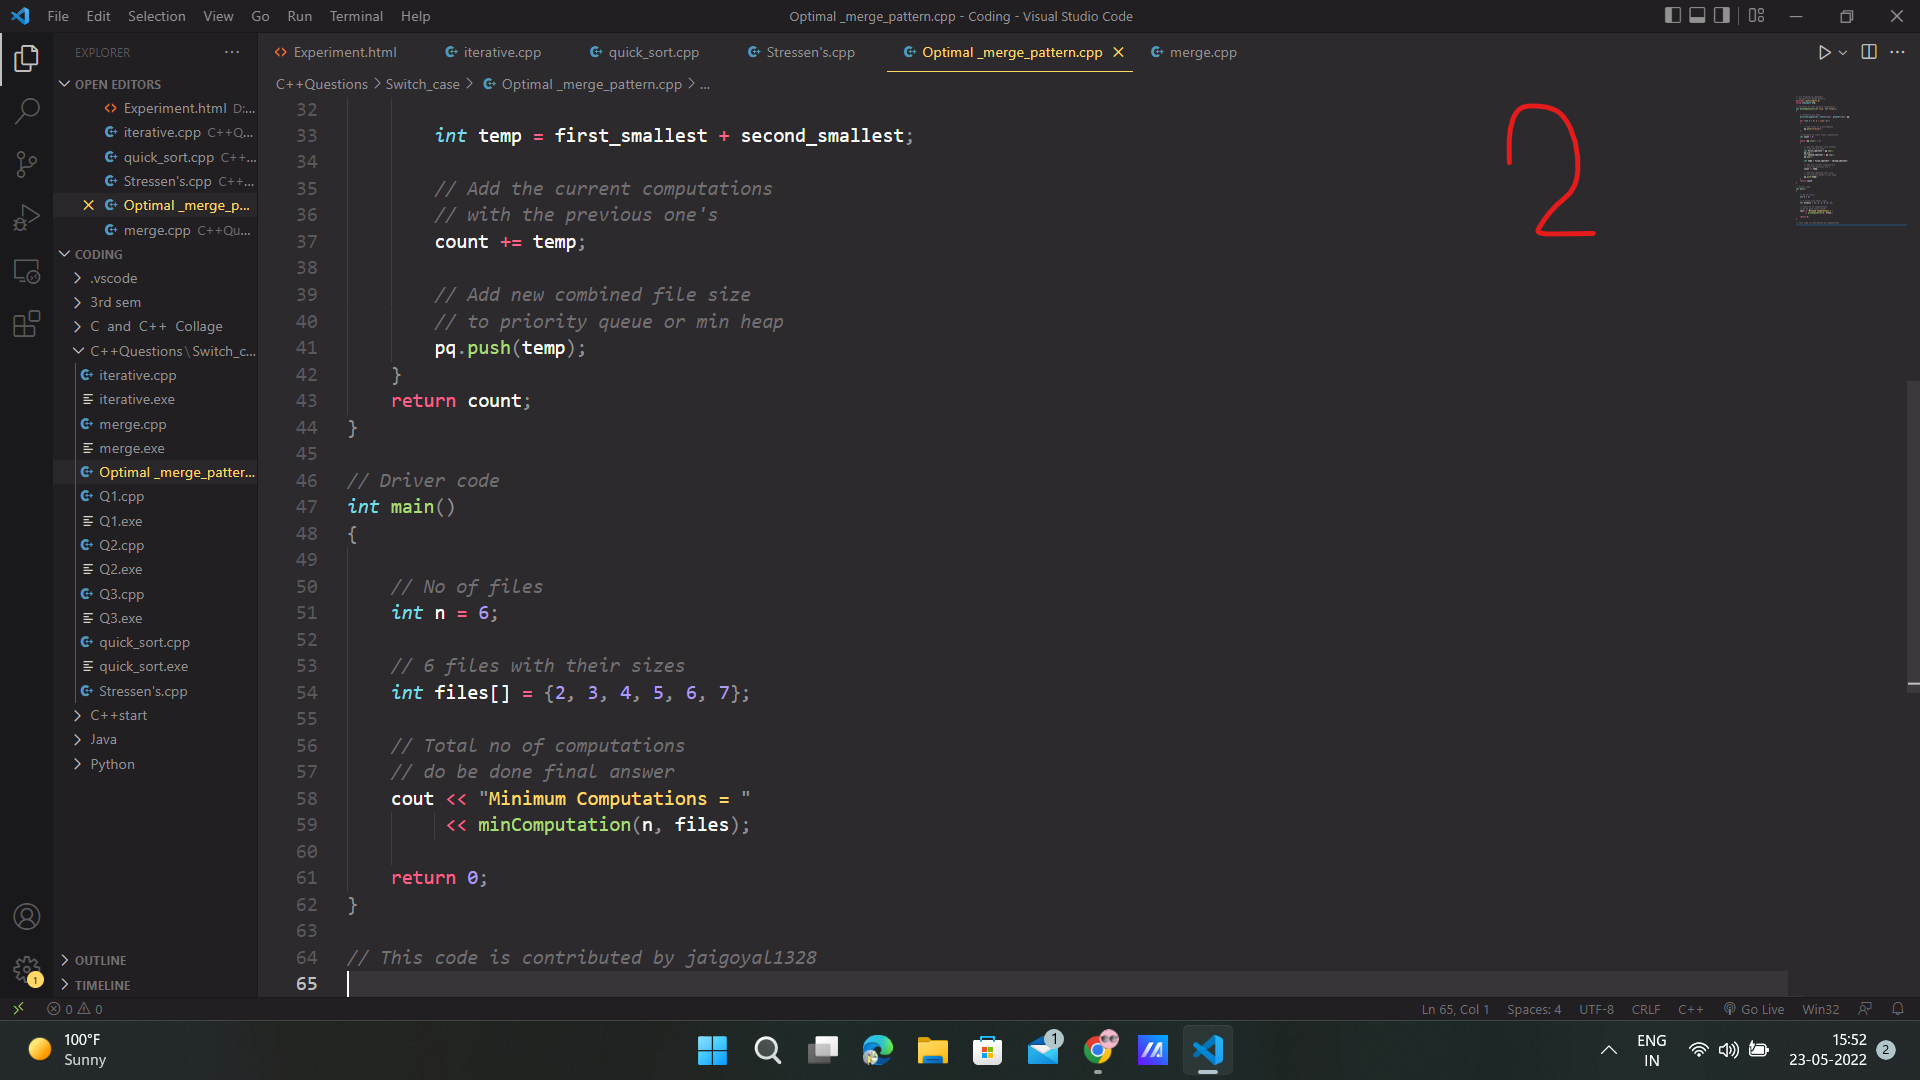 File Edit Selection View Go Run Terminal Help
Optimal _merge_pattern.cpp - Coding - Visual Studio Code
EXPLORER
OPEN EDITORS
Experiment.html D:...
iterative.cpp C++Q...
quick_sort.cpp C++...
Stressen's.cpp C++...
Optimal _merge_p...
merge.cpp C++Qu...
CODING
.vscode
3rd sem
C and C++ Collage
C++Questions\Switch_c...
iterative.cpp
iterative.exe
merge.cpp
merge.exe
Optimal _merge_patter...
Q1.cpp
Q1.exe
Q2.cpp
Q2.exe
Q3.cpp
Q3.exe
quick_sort.cpp
quick_sort.exe
Stressen's.cpp
C++start
Java
Python
OUTLINE
TIMELINE
Experiment.html iterative.cpp quick_sort.cpp Stressen's.cpp Optimal _merge_pattern.cpp merge.cpp
C++Questions > Switch_case > Optimal _merge_pattern.cpp > ...
2
32
33 int temp = first_smallest + second_smallest;
34
35 // Add the current computations
36 // with the previous one's
37 count += temp;
38
39 // Add new combined file size
40 // to priority queue or min heap
41 pq.push(temp);
42 }
43 return count;
44 }
45
46 // Driver code
47 int main()
48 {
49
50 // No of files
51 int n = 6;
52
53 // 6 files with their sizes
54 int files[] = {2, 3, 4, 5, 6, 7};
55
56 // Total no of computations
57 // do be done final answer
58 cout << "Minimum Computations = "
59 << minComputation(n, files);
60
61 return 0;
62 }
63
64 // This code is contributed by jaigoyal1328
65
0 0
Ln 65, Col 1 Spaces: 4 UTF-8 CRLF C++ Go Live Win32
1
100°F
Sunny
1
ENG
IN
15:52
23-05-2022
2